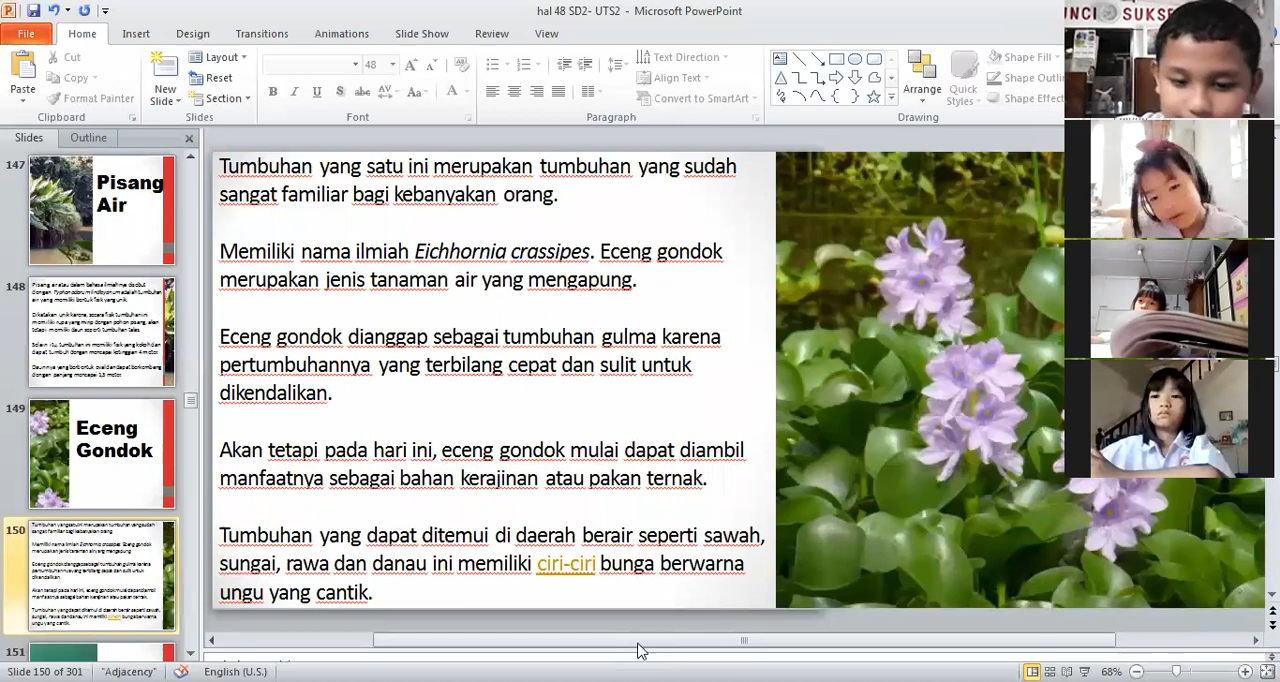 hal 48 SD2- UTS2 - Microsoft PowerPoint
File Home Insert Design Transitions Animations Slide Show Review View
Cut
Copy
Format Painter
Paste
Clipboard
New
Slide
Layout
Reset
Section
Slides
48
Font
Text Direction
Align Text
Convert to SmartArt
Paragraph
Arrange
Quick
Styles
Shape Fill
Drawing
UNCI SUKSE
Slides Outline
147
Pisang
Air
148
149
Eceng
Gondok
150
151
Tumbuhan yang satu ini merupakan tumbuhan yang sudah
sangat familiar bagi kebanyakan orang.
Memiliki nama ilmiah Eichhornia crassipes. Eceng gondok
merupakan jenis tanaman air yang mengapung.
Eceng gondok dianggap sebagai tumbuhan gulma karena
pertumbuhannya yang terbilang cepat dan sulit untuk
dikendalikan.
Akan tetapi pada hari ini, eceng gondok mulai dapat diambil
manfaatnya sebagai bahan kerajinan atau pakan ternak.
Tumbuhan yang dapat ditemui di daerah berair seperti sawah,
sungai, rawa dan danau ini memiliki ciri-ciri bunga berwarna
ungu yang cantik.
Slide 150 of 301 "Adjacency" English (U.S.) 68%